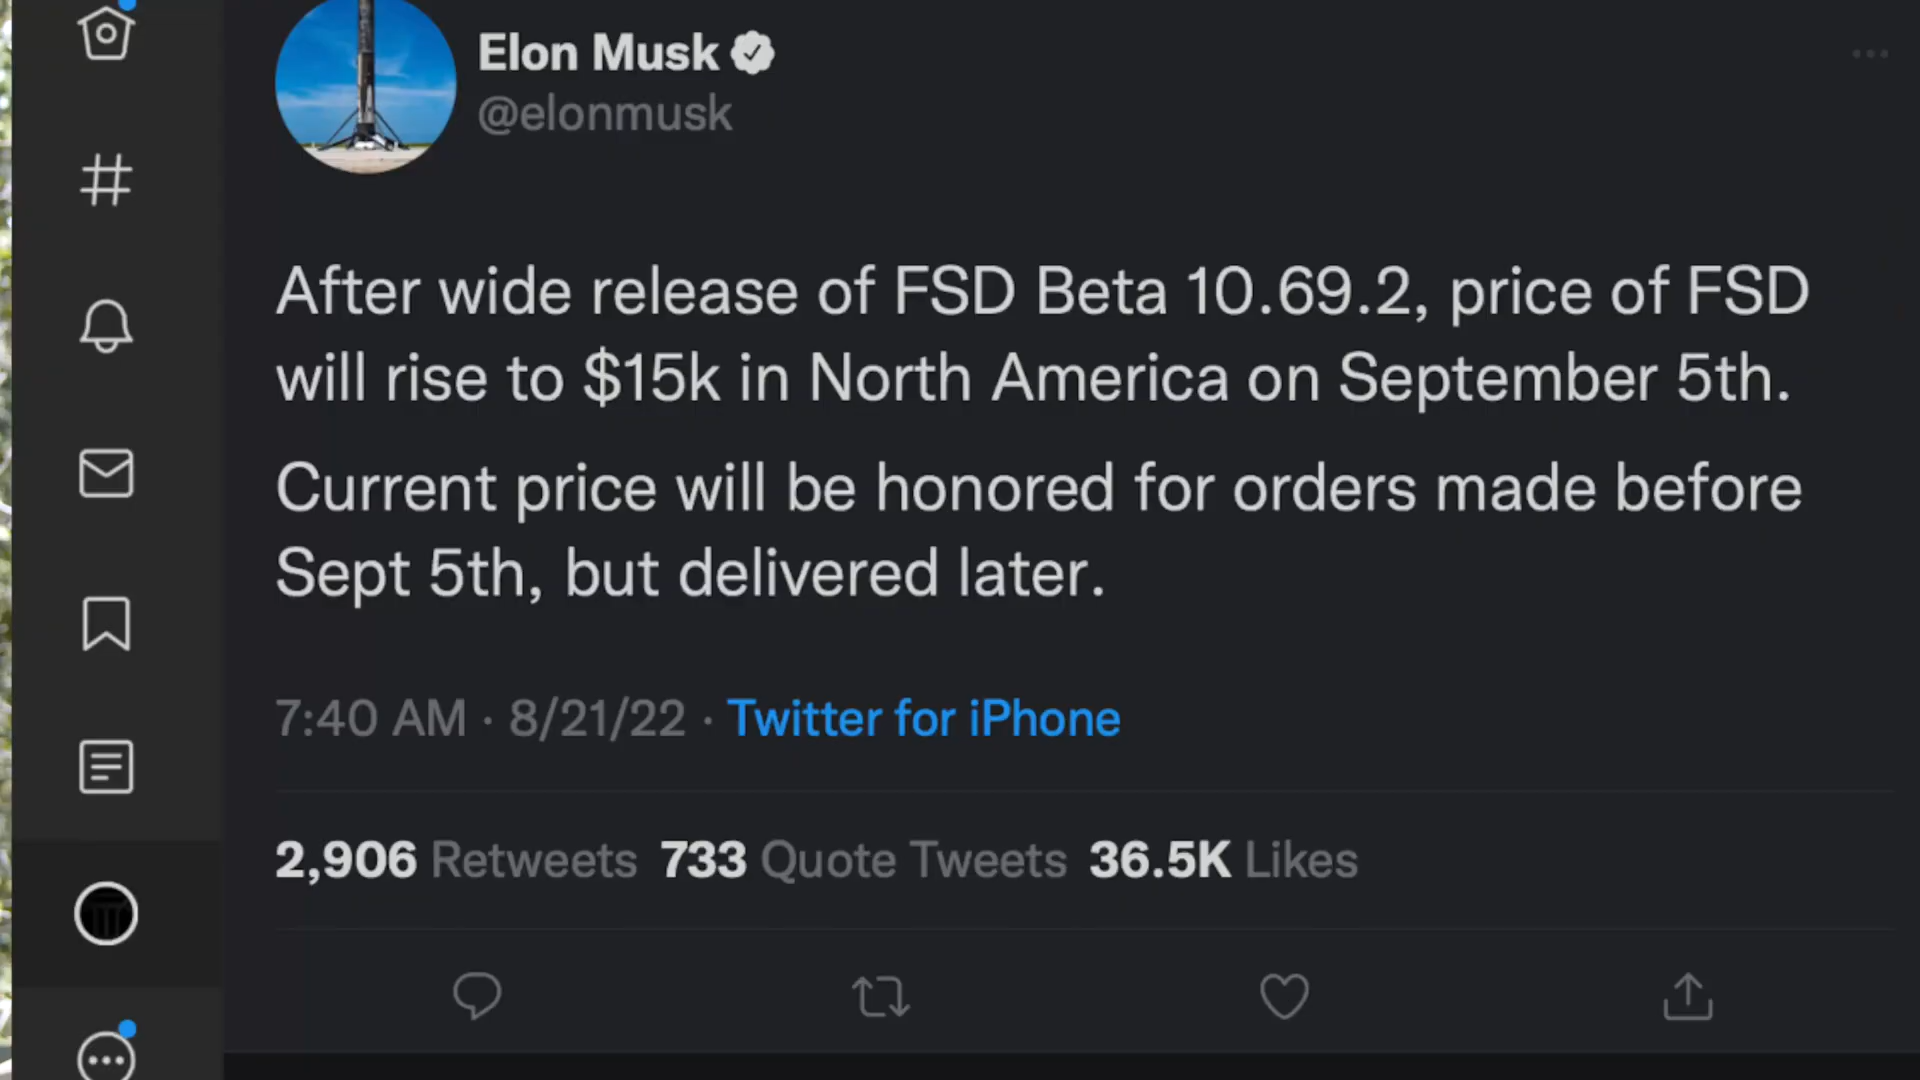 Elon Musk
@elonmusk
After wide release of FSD Beta 10.69.2, price of FSD
will rise to $15k in North America on September 5th.
Current price will be honored for orders made before
Sept 5th, but delivered later.
7:40 AM · 8/21/22 · Twitter for iPhone
2,906 Retweets 733 Quote Tweets 36.5K Likes